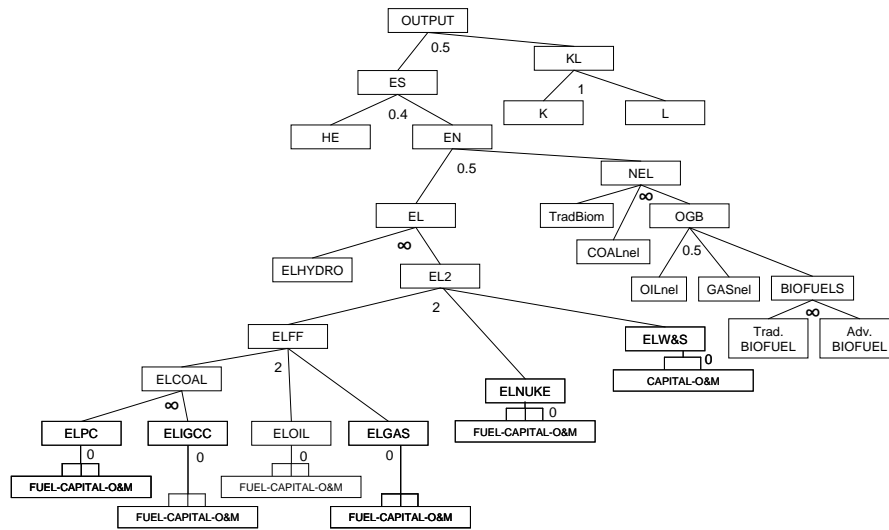 OUTPUT
0.5
KL
ES
1
K
L
0.4
HE
EN
0.5
NEL
∞
EL
TradBiom
OGB
∞
COALnel
0.5
ELHYDRO
EL2
OILnel
GASnel
BIOFUELS
2
∞
ELFF
ELW&S
Trad.
BIOFUEL
Adv.
BIOFUEL
2
0
ELCOAL
CAPITAL-O&M
∞
ELNUKE
0
ELPC
ELIGCC
ELOIL
ELGAS
FUEL-CAPITAL-O&M
0
0
0
0
FUEL-CAPITAL-O&M
FUEL-CAPITAL-O&M
FUEL-CAPITAL-O&M
FUEL-CAPITAL-O&M